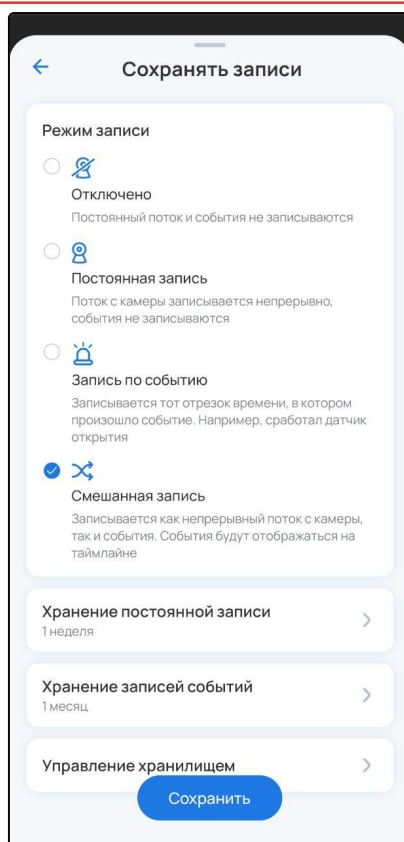 Сохранять записи
Режим записи
Отключено
Постоянный поток и события не записываются
Постоянная запись
Поток с камеры записывается непрерывно,
события не записываются
Запись по событию
Записывается тот отрезок времени, в котором
произошло событие. Например, сработал датчик
открытия
Смешанная запись
Записывается как непрерывный поток с камеры,
так и события. События будут отображаться на
таймлайне
Хранение постоянной записи
1 неделя
Хранение записей событий
1 месяц
Управление хранилищем
Сохранить